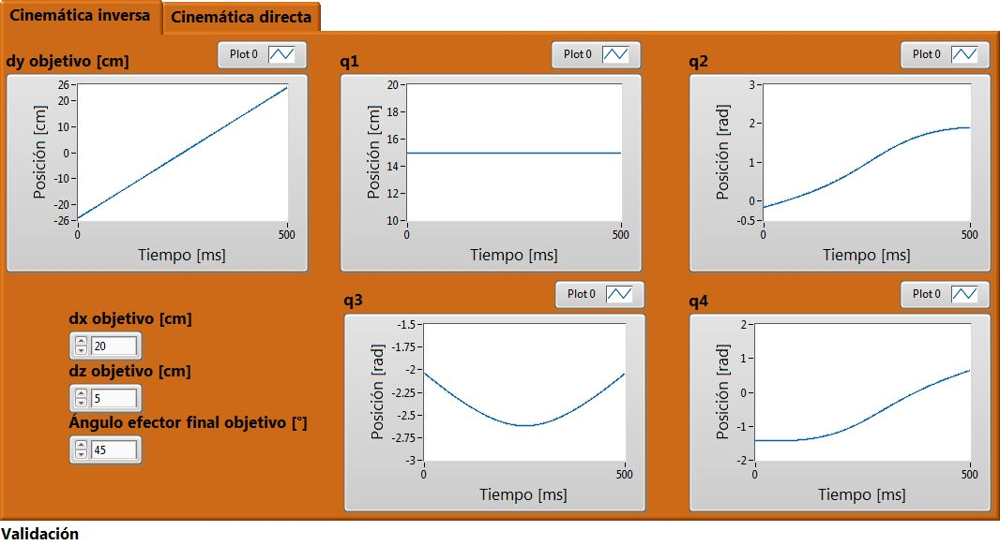 Cinemática inversa
Cinemática directa
dy objetivo [cm]
Plot 0
Posición [cm]
26
20
10
0
-10
-20
-26
0
500
Tiempo [ms]
q1
Plot 0
Posición [cm]
20
18
16
14
12
10
0
500
Tiempo [ms]
q2
Plot 0
Posición [rad]
3
2
1
0
-0.5
0
500
Tiempo [ms]
dx objetivo [cm]
20
dz objetivo [cm]
5
Ángulo efector final objetivo [°]
45
q3
Plot 0
Posición [rad]
-1.5
-1.75
-2
-2.25
-2.5
-2.75
-3
0
500
Tiempo [ms]
q4
Plot 0
Posición [rad]
2
1
0
-1
-2
0
500
Tiempo [ms]
Validación